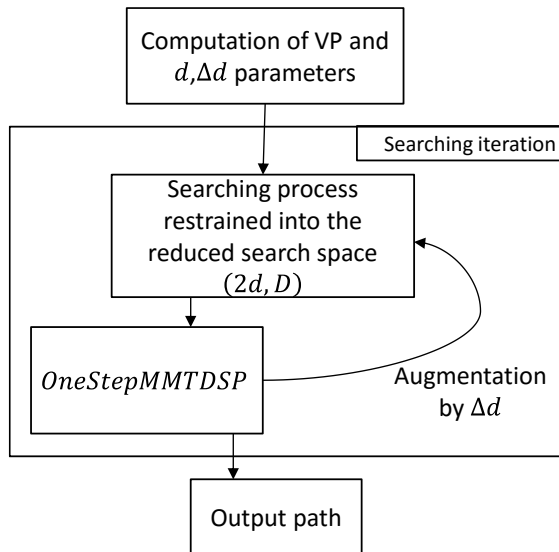 Computation of VP and
d,Δd parameters
Searching iteration
Searching process
restrained into the
reduced search space
(2d, D)
OneStepMMTDSP
Augmentation
by Δd
Output path